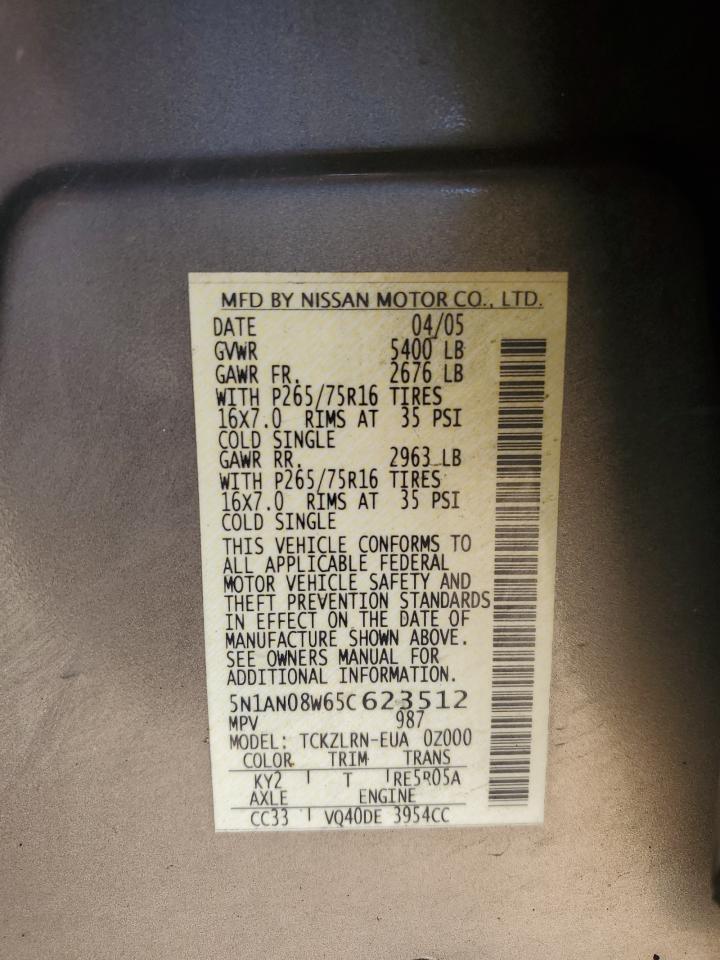 MFD BY NISSAN MOTOR CO., LTD.
DATE 04/05
GVWR 5400 LB
GAWR FR. 2676 LB
WITH P265/75R16 TIRES
16X7.0 RIMS AT 35 PSI
COLD SINGLE
GAWR RR. 2963 LB
WITH P265/75R16 TIRES
16X7.0 RIMS AT 35 PSI
COLD SINGLE
THIS VEHICLE CONFORMS TO
ALL APPLICABLE FEDERAL
MOTOR VEHICLE SAFETY AND
THEFT PREVENTION STANDARDS
IN EFFECT ON THE DATE OF
MANUFACTURE SHOWN ABOVE.
SEE OWNERS MANUAL FOR
ADDITIONAL INFORMATION.
5N1AN08W65C623512
MPV 987
MODEL: TCKZLRN-EUA 0Z000
COLOR TRIM TRANS
KY2 T RE5R05A
AXLE ENGINE
CC33 VQ40DE 3954CC